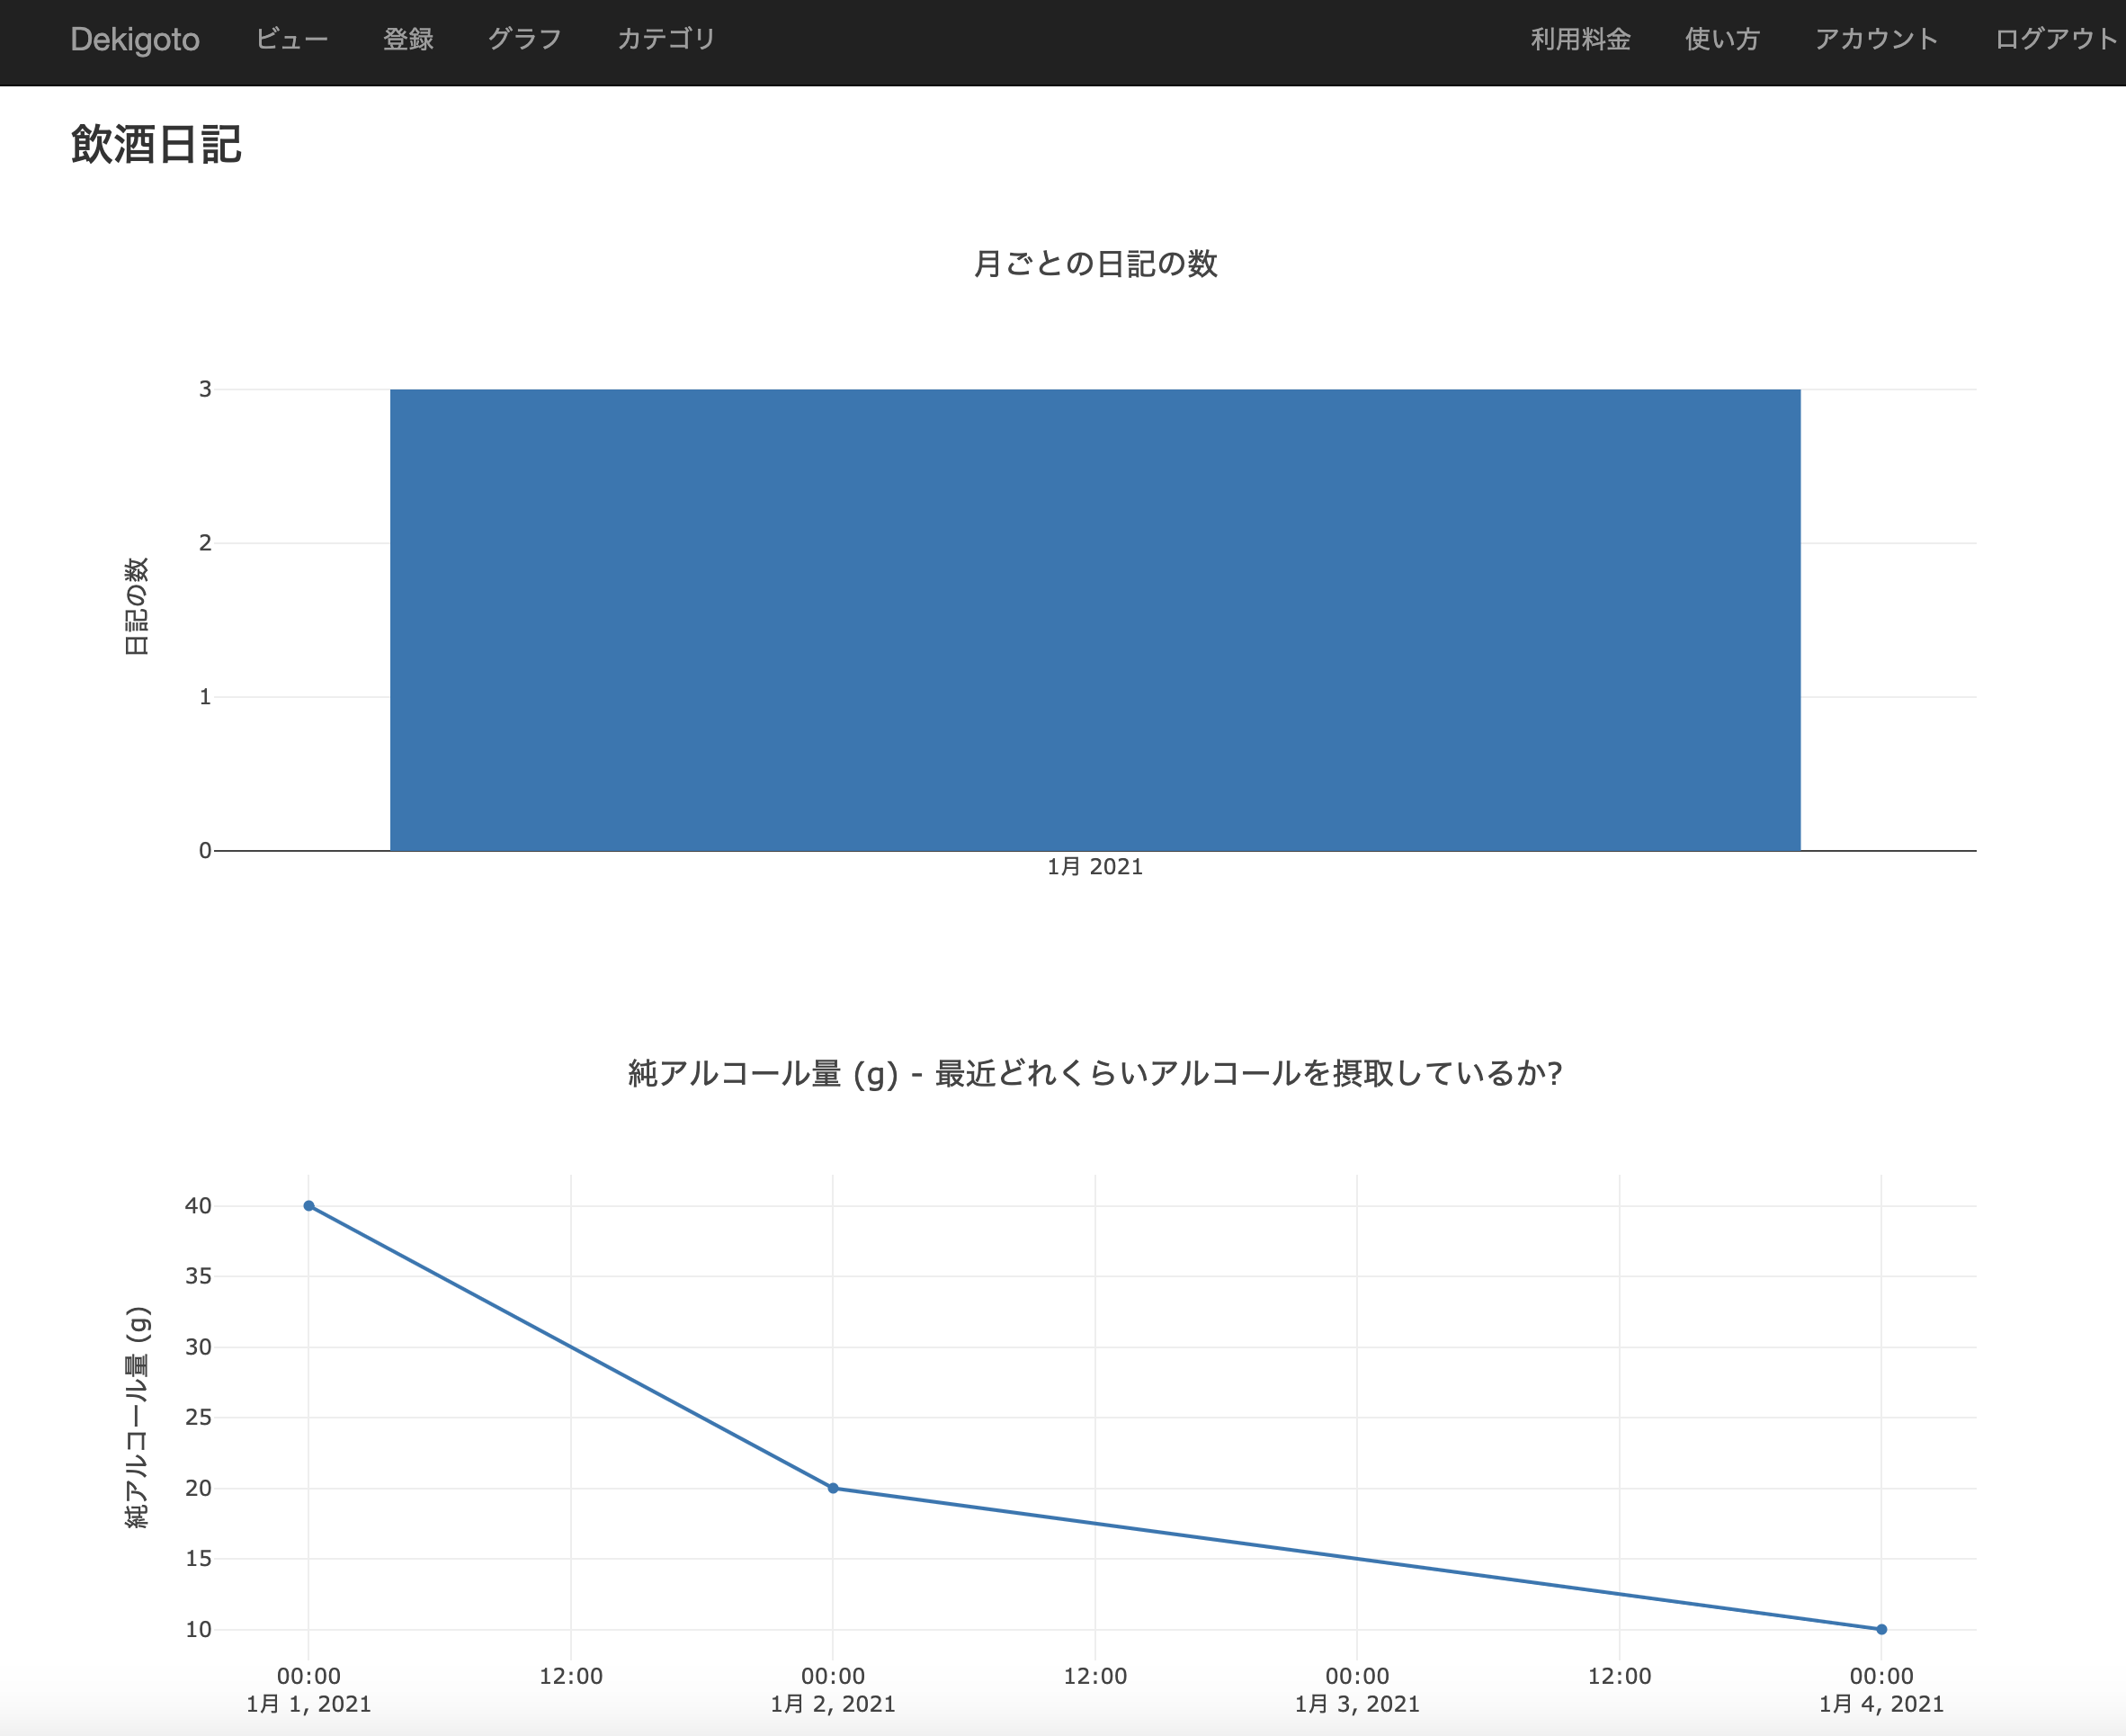 Dekigoto ビュー 登録 グラフ カテゴリ 利用料金 使い方 アカウント ログアウト
飲酒日記
月ごとの日記の数
日記の数
3
2
1
0
1月 2021
純アルコール量 (g) - 最近どれくらいアルコールを摂取しているか?
純アルコール量 (g)
40
35
30
25
20
15
10
00:00 12:00 00:00 12:00 00:00 12:00 00:00
1月 1, 2021 1月 2, 2021 1月 3, 2021 1月 4, 2021